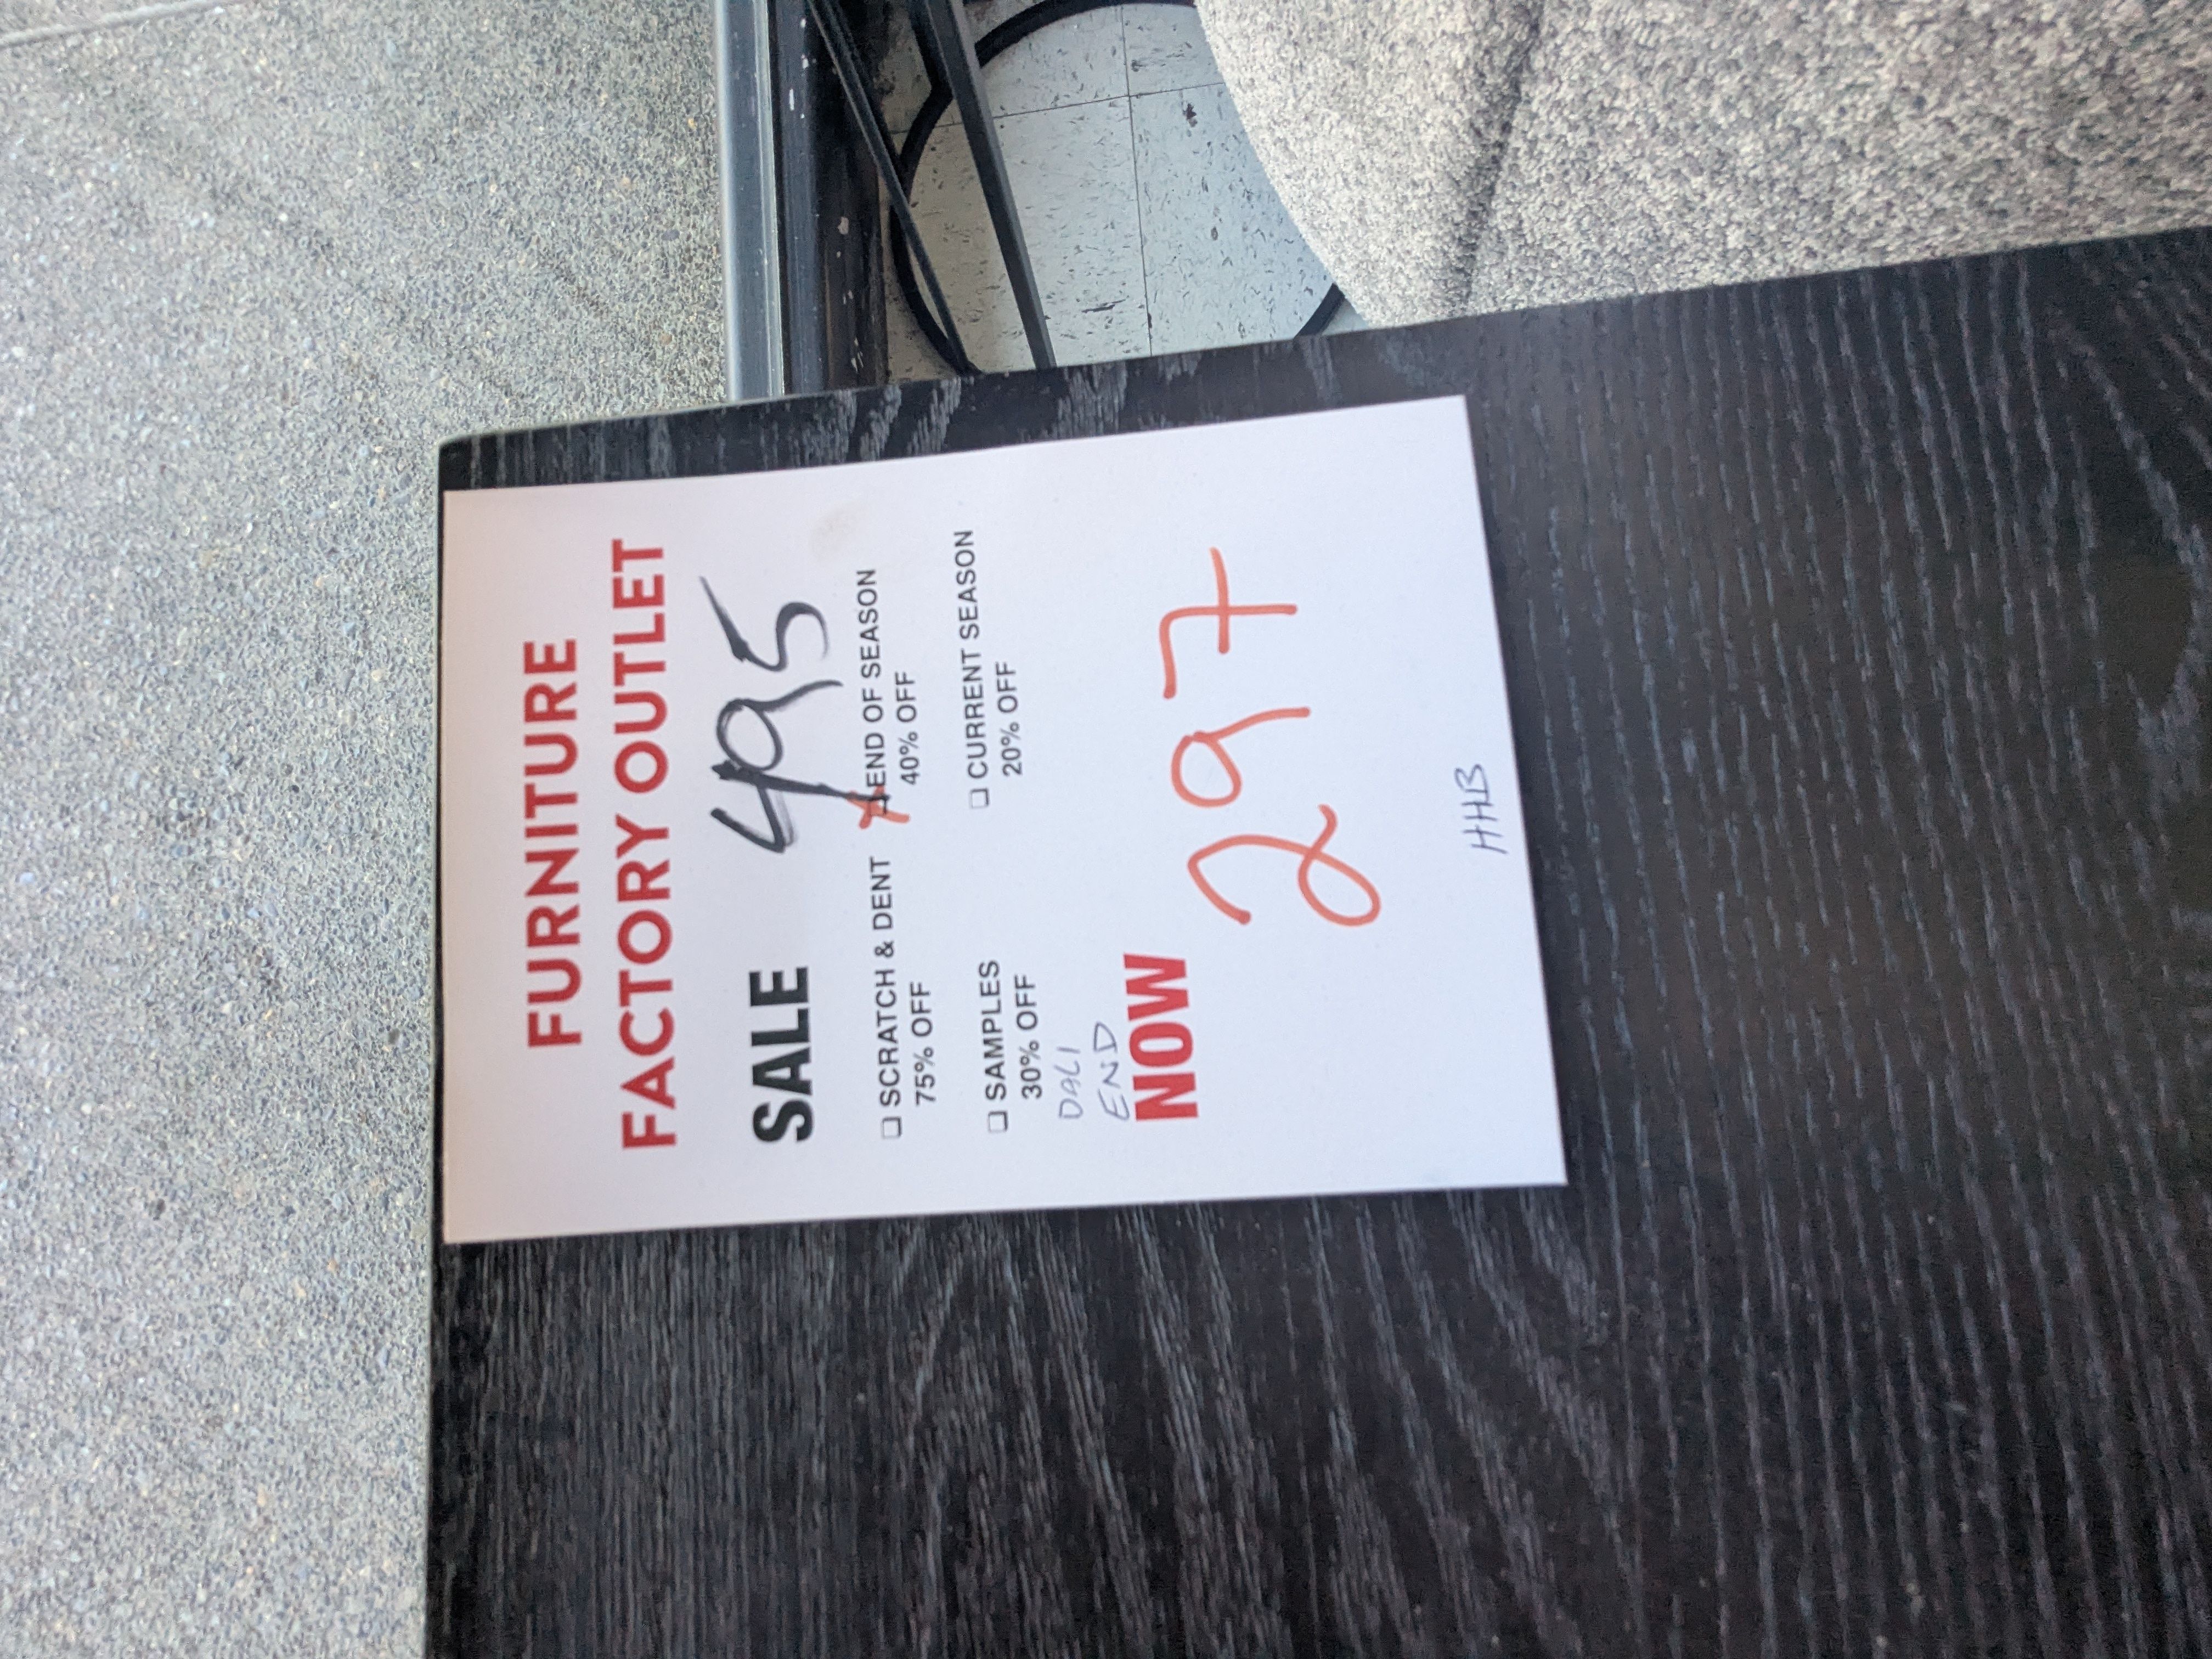 FURNITURE
FACTORY OUTLET
SALE 495
❏ SCRATCH & DENT
75% OFF
❏ END OF SEASON
40% OFF
❏ SAMPLES
30% OFF
❏ CURRENT SEASON
20% OFF
DALI
END
NOW 297
HHB